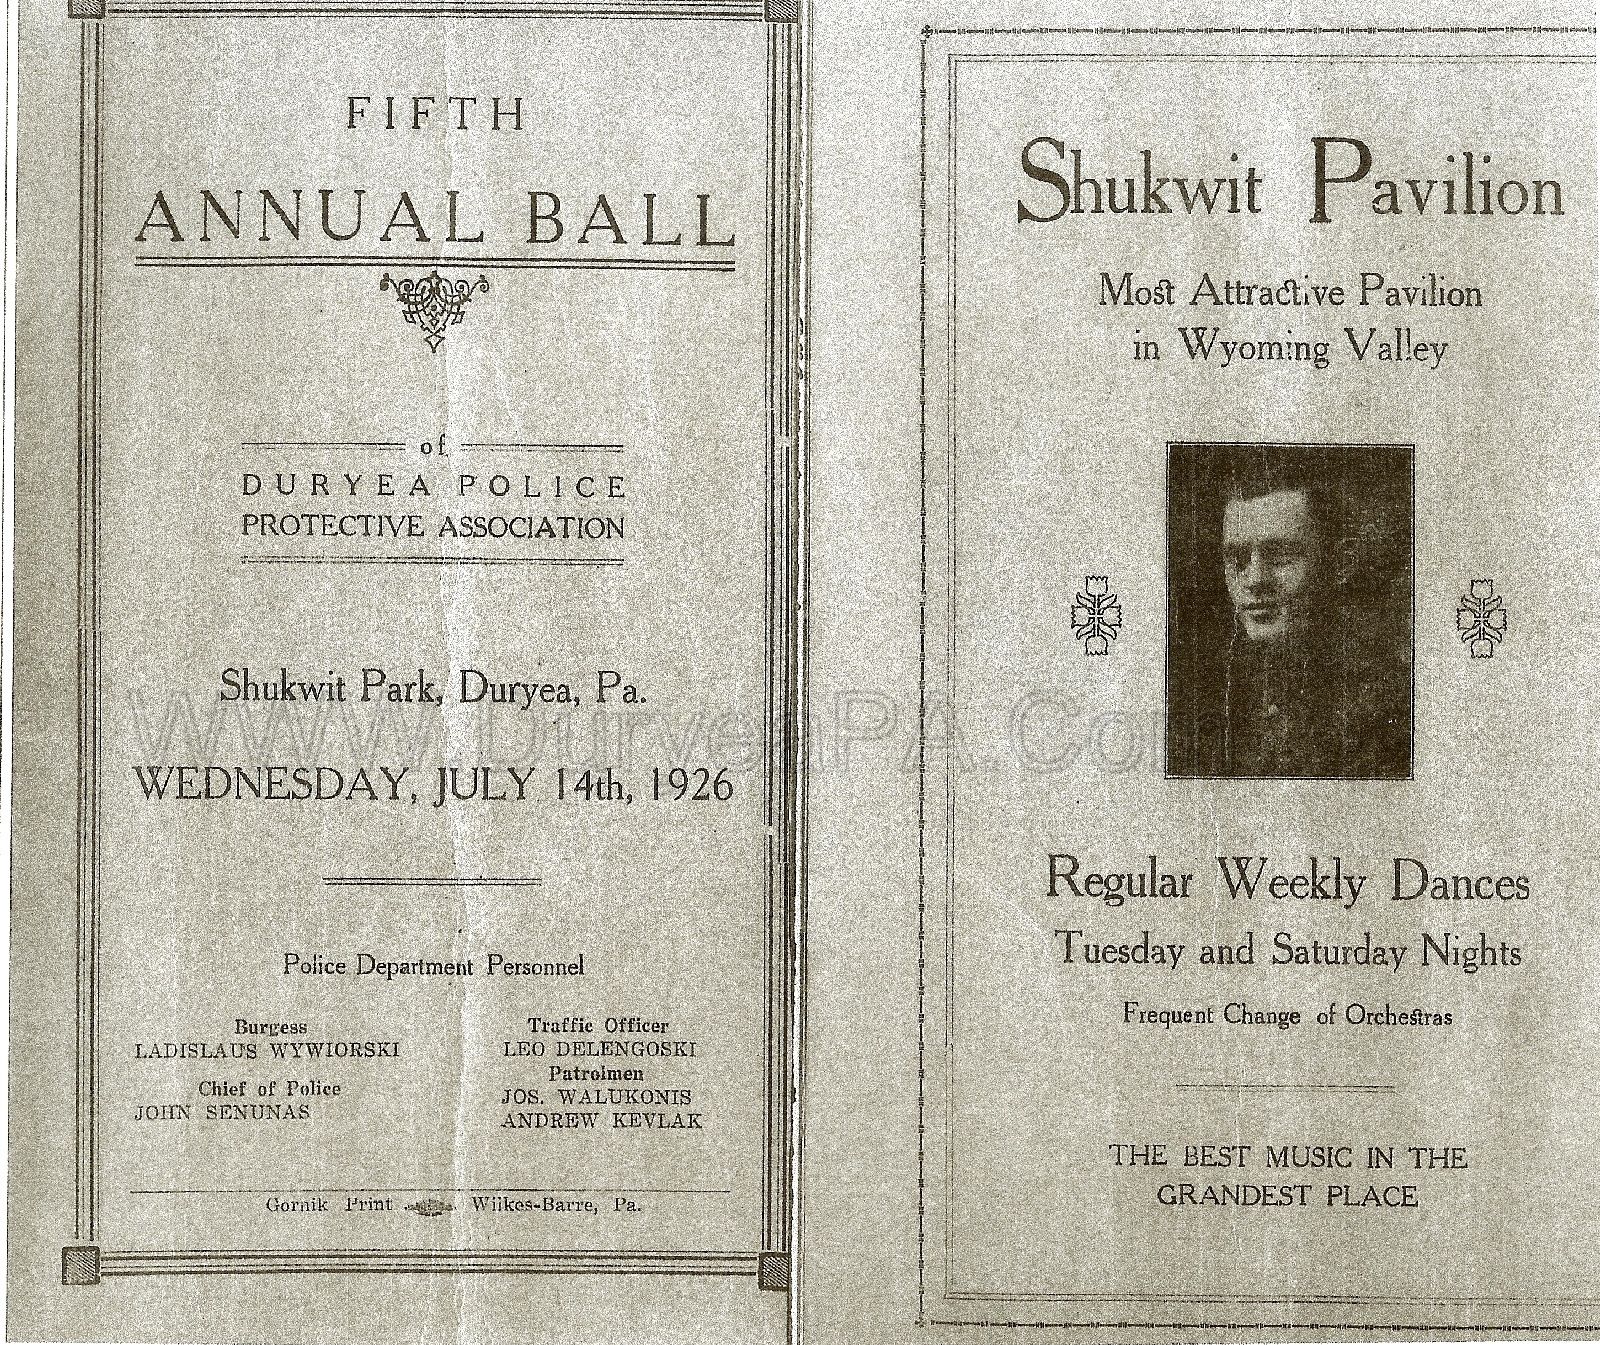 FIFTH
ANNUAL BALL
of
DURYEA POLICE
PROTECTIVE ASSOCIATION
Shukwit Park, Duryea, Pa.
WEDNESDAY, JULY 14th, 1926
Police Department Personnel
Burgess
LADISLAUS WYWIORSKI
Chief of Police
JOHN SENUNAS
Traffic Officer
LEO DELENGOSKI
Patrolmen
JOS. WALUKONIS
ANDREW KEVLAK
Gornik Print Wilkes-Barre, Pa.
Shukwit Pavilion
Most Attractive Pavilion
in Wyoming Valley
Regular Weekly Dances
Tuesday and Saturday Nights
Frequent Change of Orchestras
THE BEST MUSIC IN THE
GRANDEST PLACE
WWW.DuryeaPA.Com